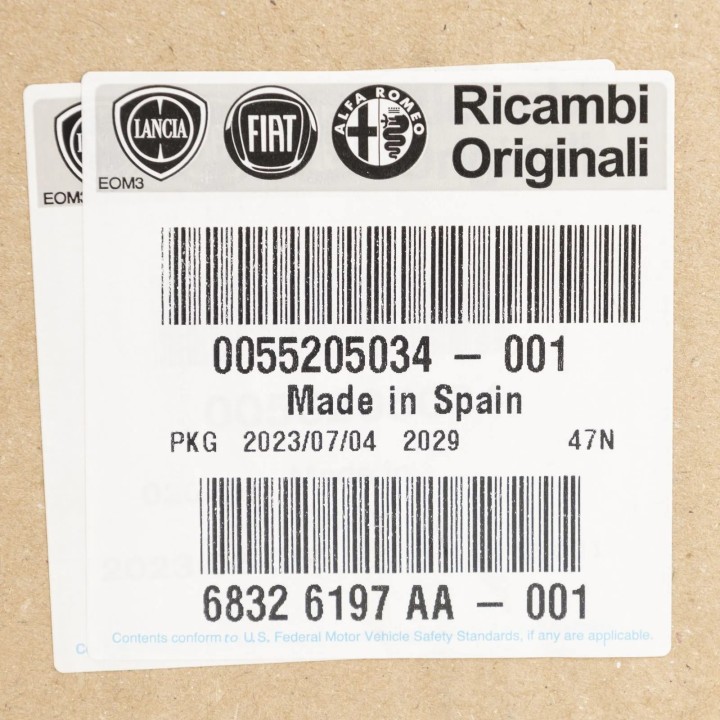 LANCIA
FIAT
ALFA ROMEO
Ricambi
Originali
EOM3
EOM3
0055205034 – 001
Made in Spain
PKG 2023/07/04 2029 47N
6832 6197 AA – 001
Contents conform to U.S. Federal Motor Vehicle Safety Standards, if any are applicable.